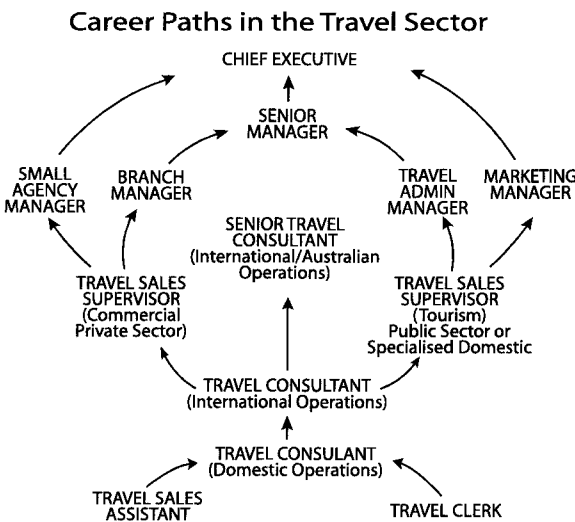 Career Paths in the Travel Sector
CHIEF EXECUTIVE
SENIOR
MANAGER
SMALL
AGENCY
MANAGER
BRANCH
MANAGER
TRAVEL
ADMIN
MANAGER
MARKETING
MANAGER
SENIOR TRAVEL
CONSULTANT
(International/Australian
Operations)
TRAVEL SALES
SUPERVISOR
(Commercial
Private Sector)
TRAVEL SALES
SUPERVISOR
(Tourism)
Public Sector or
Specialised Domestic
TRAVEL CONSULTANT
(International Operations)
TRAVEL CONSULANT
(Domestic Operations)
TRAVEL SALES
ASSISTANT
TRAVEL CLERK